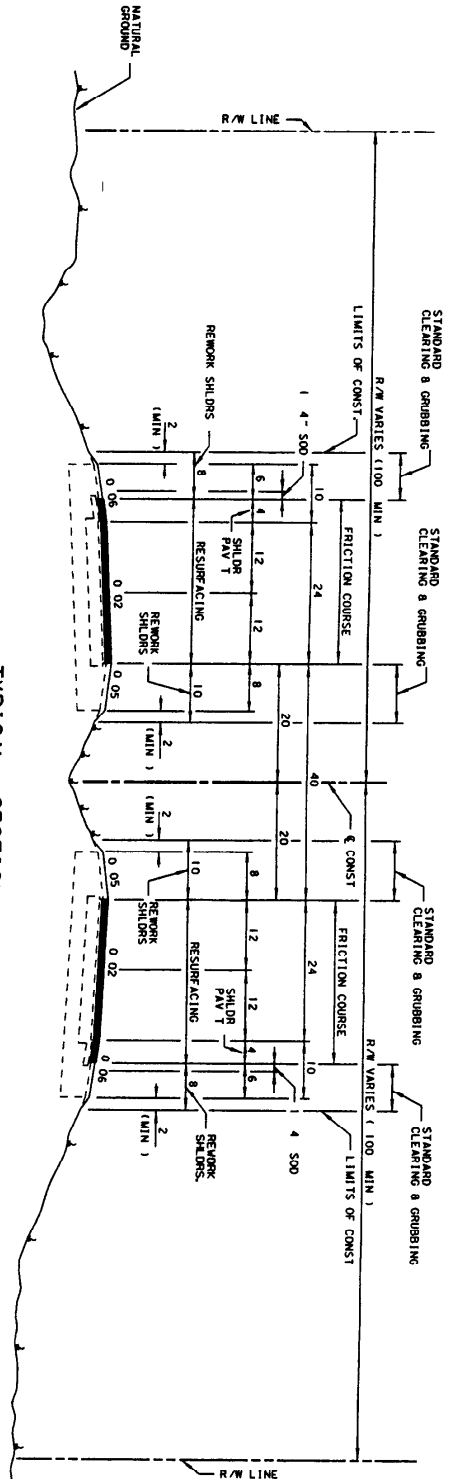 STANDARD
CLEARING & GRUBBING
STANDARD
CLEARING & GRUBBING
STANDARD
CLEARING & GRUBBING
STANDARD
CLEARING & GRUBBING
R/W VARIES (100 MIN )
R/W VARIES ( 100 MIN )
R/W LINE
LIMITS OF CONST.
FRICTION COURSE
40
₵ CONST
FRICTION COURSE
LIMITS OF CONST
R/W LINE
10
24
24
10
1 4" SOD
20
20
4 SOD
6
4
SHLDR
PAV T
12
12
8
8
12
12
SHLDR
PAV T
4
6
REWORK SHLDRS
8
RESURFACING
10
REWORK
SHLDRS
10
REWORK
SHLDRS
RESURFACING
8
REWORK
SHLDRS.
2
(MIN )
2
(MIN )
2
(MIN )
2
(MIN )
0 06
0 02
0 05
0 05
0 02
0 06
NATURAL
GROUND